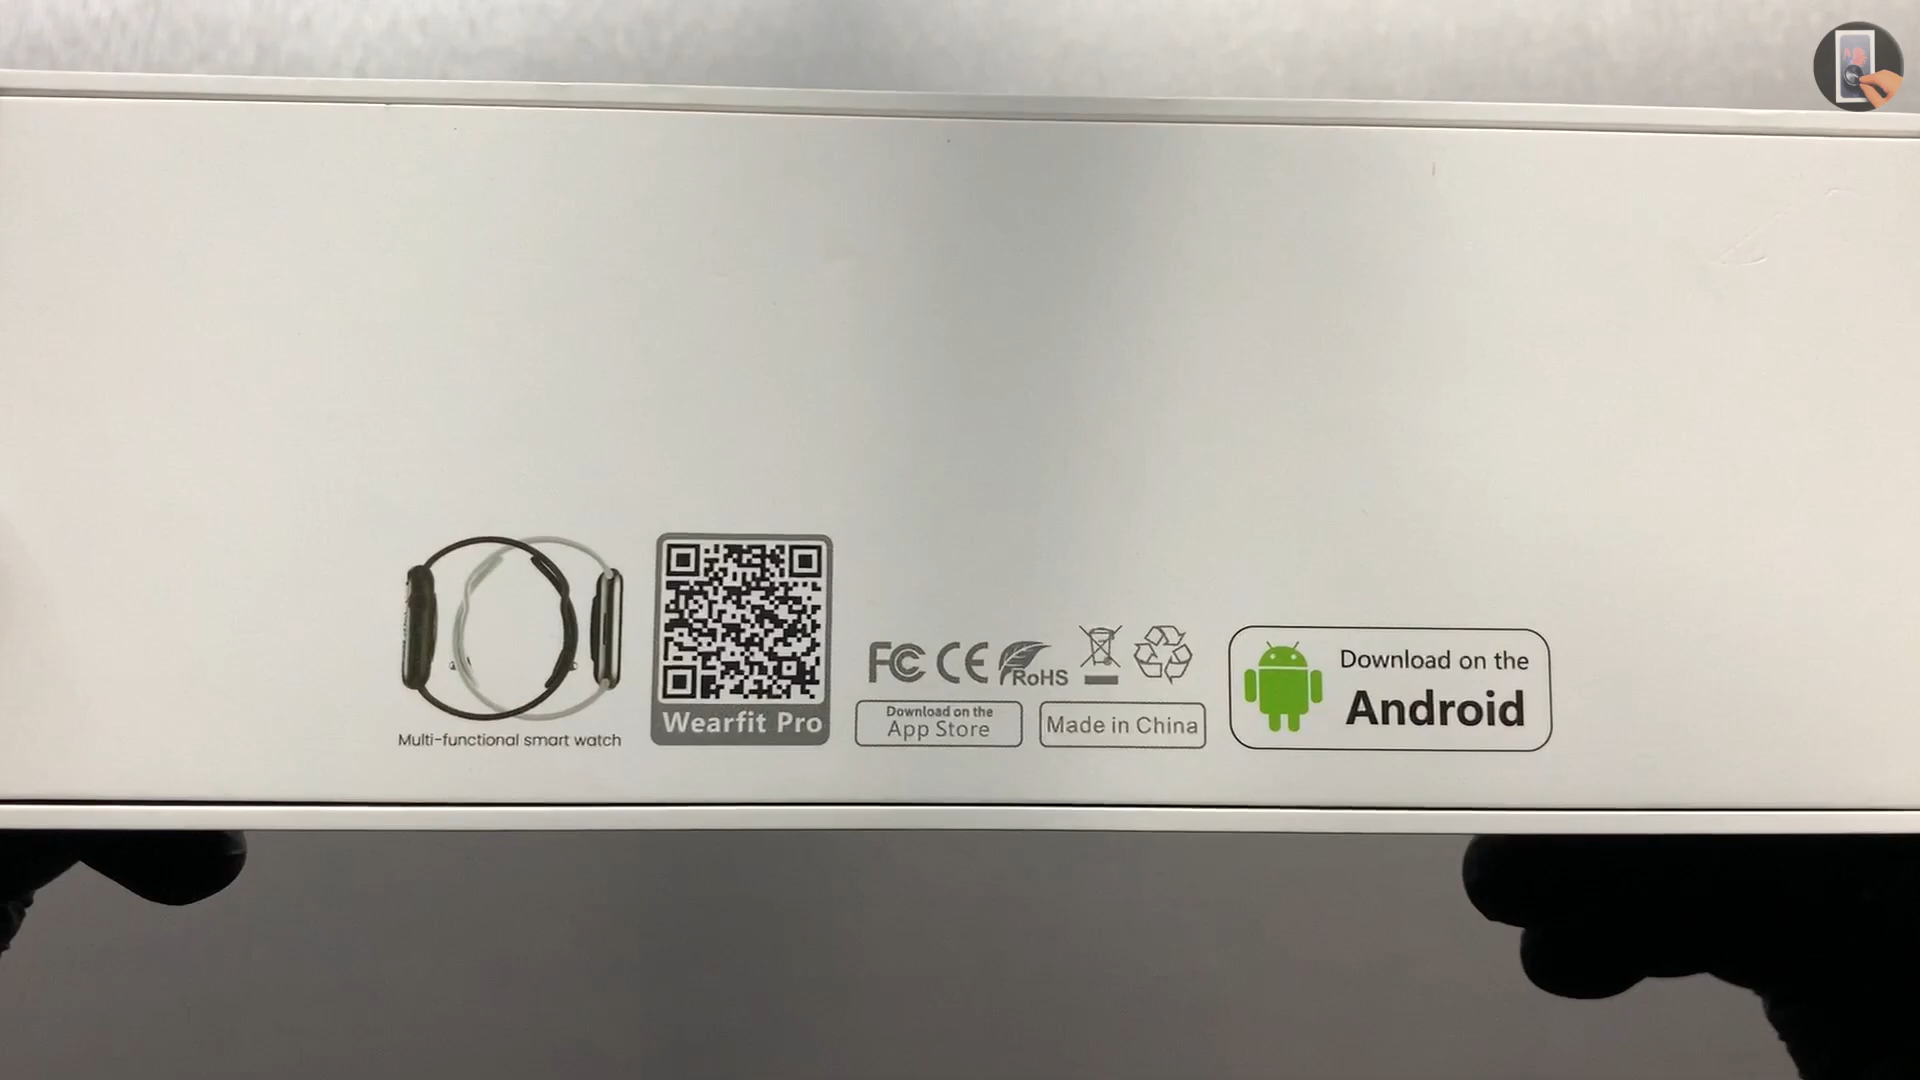 Multi-functional smart watch
Wearfit Pro
FC CE RoHS
Download on the
App Store
Made in China
Download on the
Android